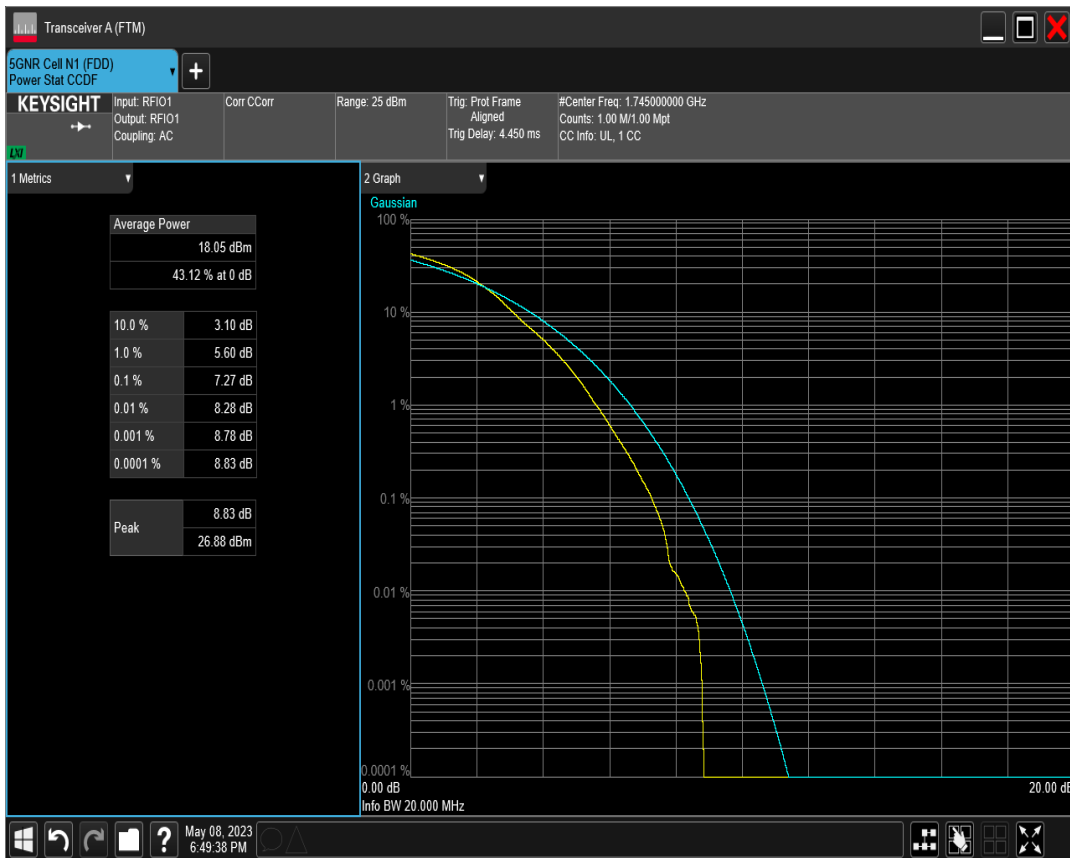 Transceiver A (FTM)
5GNR Cell N1 (FDD)
Power Stat CCDF
+
KEYSIGHT
LXI
Input: RFIO1
Output: RFIO1
Coupling: AC
Corr CCorr
Range: 25 dBm
Trig: Prot Frame
Aligned
Trig Delay: 4.450 ms
#Center Freq: 1.745000000 GHz
Counts: 1.00 M/1.00 Mpt
CC Info: UL, 1 CC
1 Metrics
Average Power
18.05 dBm
43.12 % at 0 dB
10.0 % 3.10 dB
1.0 % 5.60 dB
0.1 % 7.27 dB
0.01 % 8.28 dB
0.001 % 8.78 dB
0.0001 % 8.83 dB
Peak
8.83 dB
26.88 dBm
2 Graph
Gaussian
100 %
10 %
1 %
0.1 %
0.01 %
0.001 %
0.0001 %
0.00 dB 20.00 dB
Info BW 20.000 MHz
?
May 08, 2023
6:49:38 PM